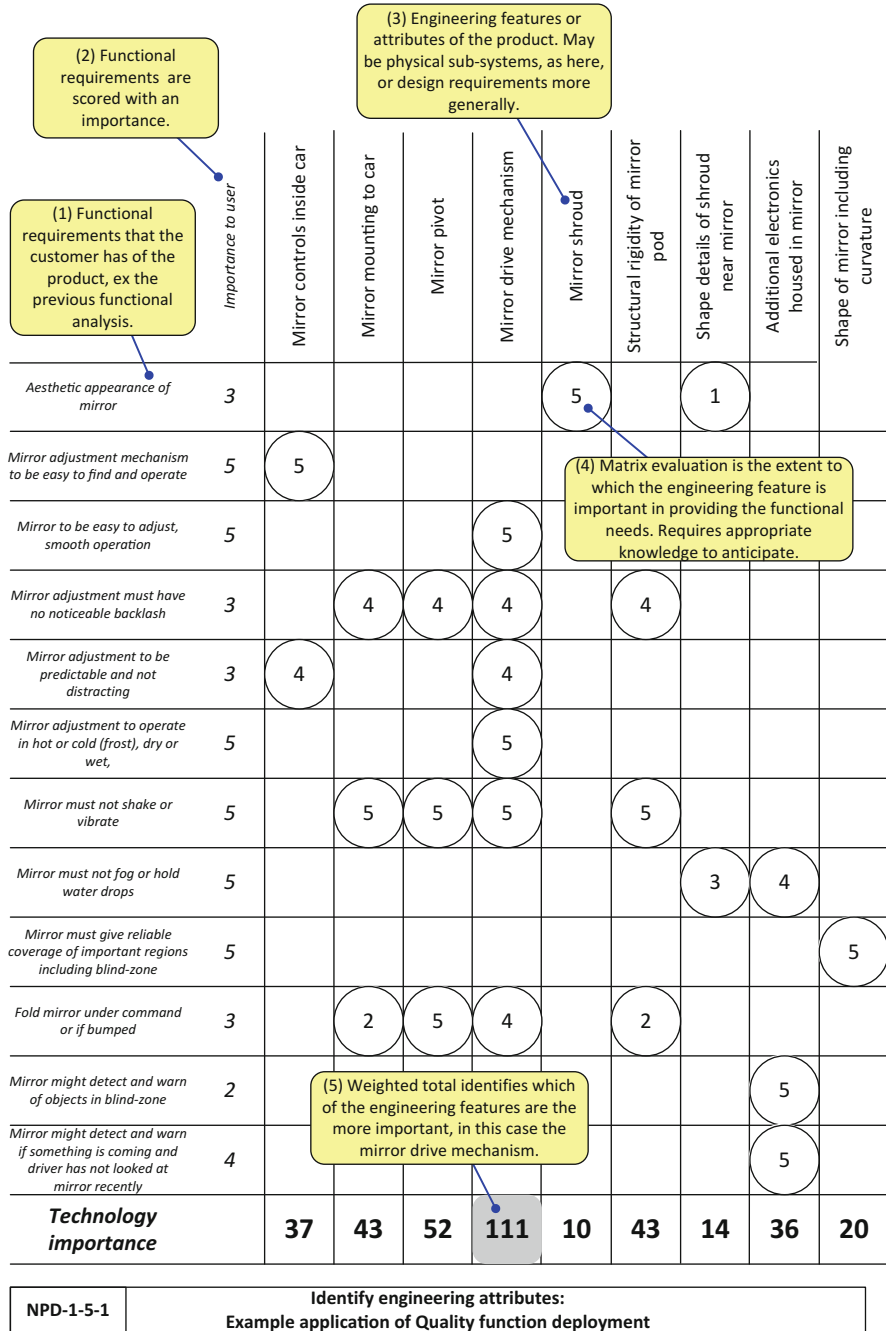 (3) Engineering features or
attributes of the product. May
be physical sub-systems, as here,
or design requirements more
generally.
(2) Functional
requirements are
scored with an
importance.
(1) Functional
requirements that the
customer has of the
product, ex the
previous functional
analysis.
Importance to user
Mirror controls inside car
Mirror mounting to car
Mirror pivot
Mirror drive mechanism
Mirror shroud
Structural rigidity of mirror
pod
Shape details of shroud
near mirror
Additional electronics
housed in mirror
Shape of mirror including
curvature
Aesthetic appearance of
mirror
3
5
1
Mirror adjustment mechanism
to be easy to find and operate
5
5
(4) Matrix evaluation is the extent to
which the engineering feature is
important in providing the functional
needs. Requires appropriate
knowledge to anticipate.
Mirror to be easy to adjust,
smooth operation
5
5
Mirror adjustment must have
no noticeable backlash
3
4
4
4
4
Mirror adjustment to be
predictable and not
distracting
3
4
4
Mirror adjustment to operate
in hot or cold (frost), dry or
wet,
5
5
Mirror must not shake or
vibrate
5
5
5
5
5
Mirror must not fog or hold
water drops
5
3
4
Mirror must give reliable
coverage of important regions
including blind-zone
5
5
Fold mirror under command
or if bumped
3
2
5
4
2
Mirror might detect and warn
of objects in blind-zone
2
5
(5) Weighted total identifies which
of the engineering features are the
more important, in this case the
mirror drive mechanism.
Mirror might detect and warn
if something is coming and
driver has not looked at
mirror recently
4
5
Technology
importance
37
43
52
111
10
43
14
36
20
NPD-1-5-1
Identify engineering attributes:
Example application of Quality function deployment